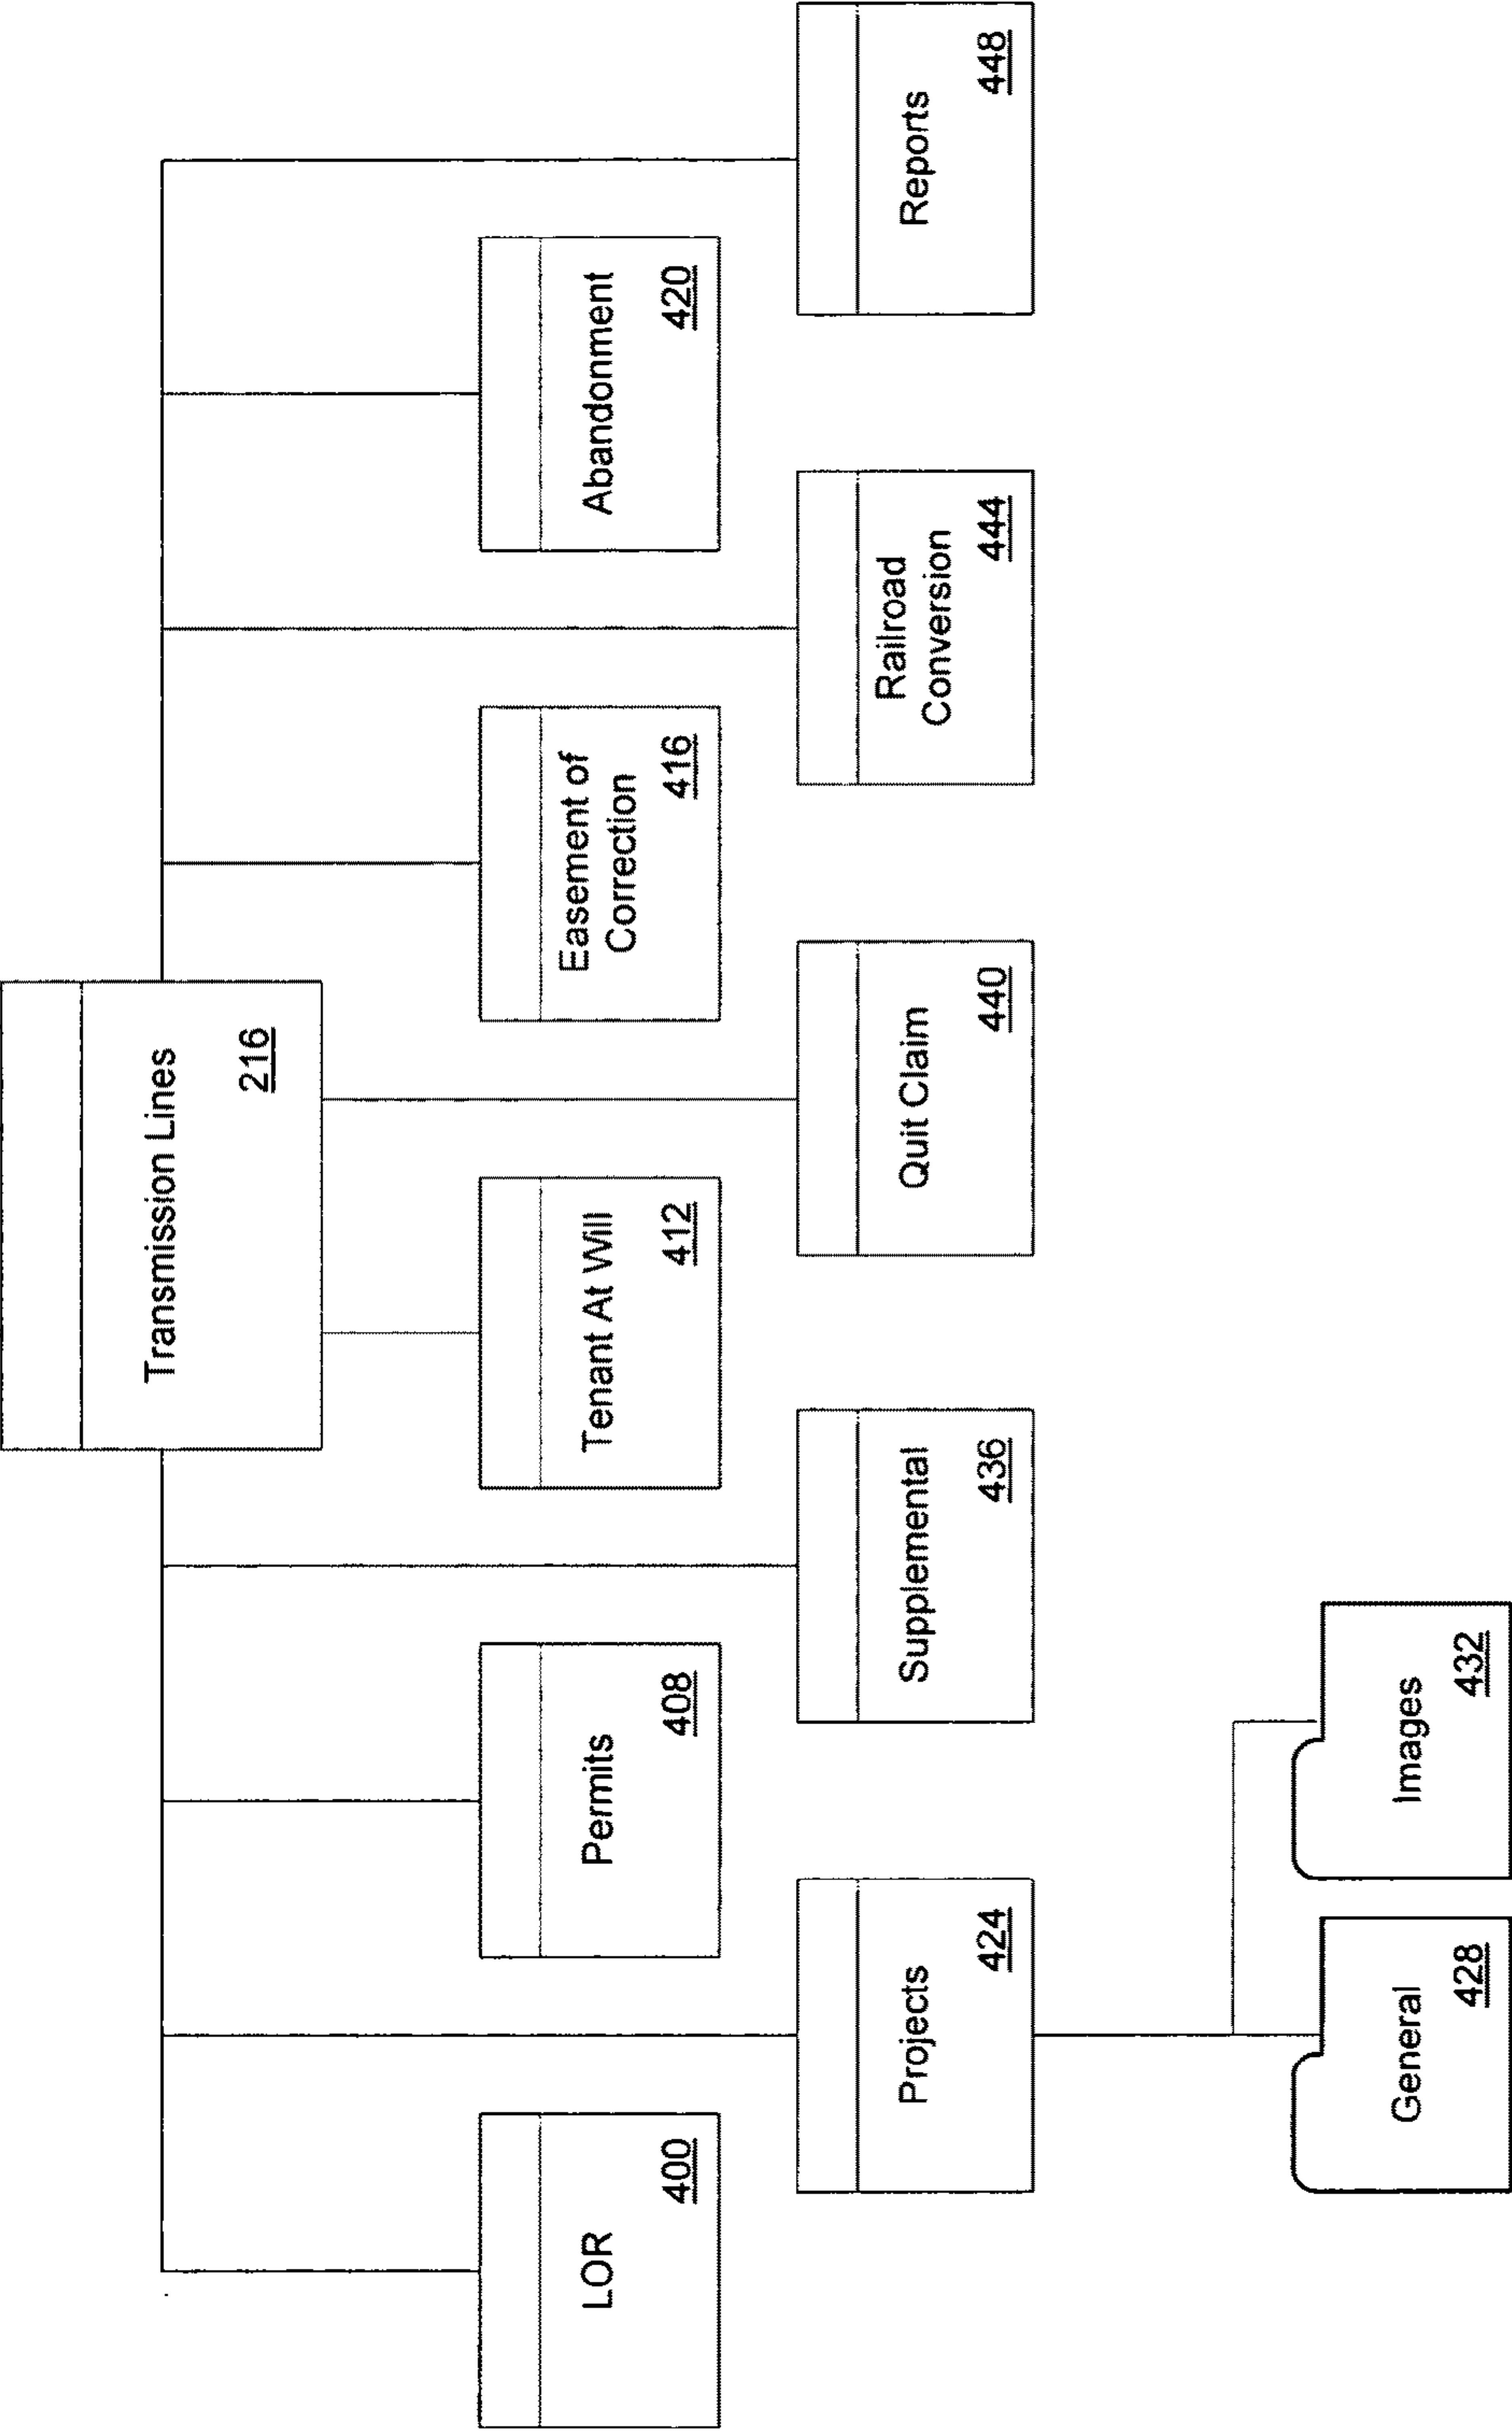 Transmission Lines
216
LOR
400
Permits
408
Tenant At Will
412
Easement of
Correction
416
Abandonment
420
Projects
424
Supplemental
436
Quit Claim
440
Railroad
Conversion
444
Reports
448
General
428
Images
432